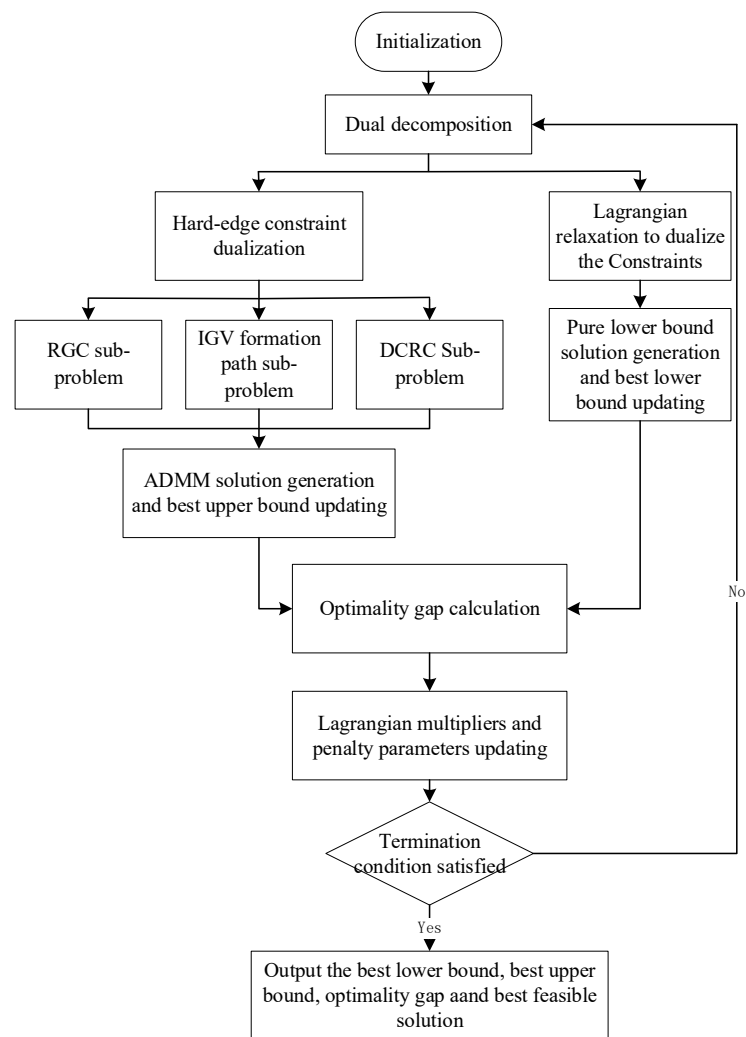 Initialization
Dual decomposition
Hard-edge constraint
dualization
Lagrangian
relaxation to dualize
the Constraints
RGC sub-
problem
IGV formation
path sub-
problem
DCRC Sub-
problem
Pure lower bound
solution generation
and best lower
bound updating
ADMM solution generation
and best upper bound updating
Optimality gap calculation
No
Lagrangian multipliers and
penalty parameters updating
Termination
condition satisfied
Yes
Output the best lower bound, best upper
bound, optimality gap aand best feasible
solution